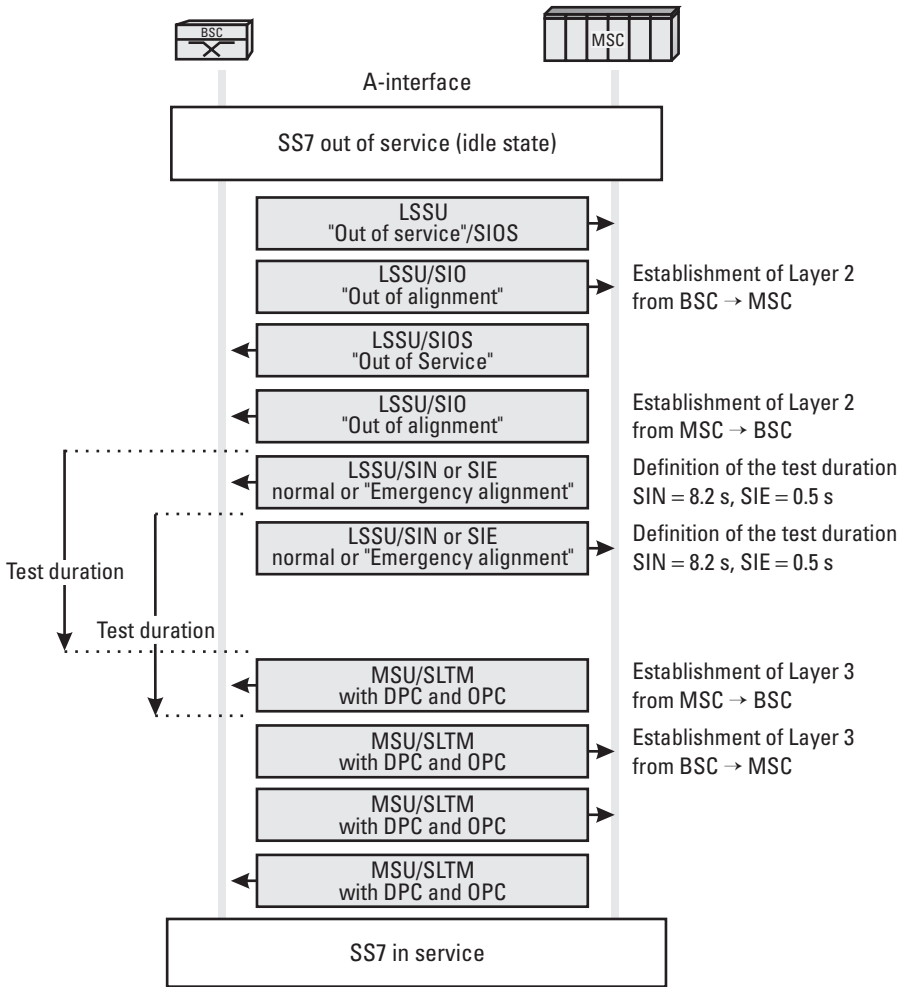 BSC
MSC
A-interface
SS7 out of service (idle state)
LSSU
"Out of service"/SIOS
LSSU/SIO
"Out of alignment"
Establishment of Layer 2
from BSC → MSC
LSSU/SIOS
"Out of Service"
LSSU/SIO
"Out of alignment"
Establishment of Layer 2
from MSC → BSC
LSSU/SIN or SIE
normal or "Emergency alignment"
Definition of the test duration
SIN = 8.2 s, SIE = 0.5 s
LSSU/SIN or SIE
normal or "Emergency alignment"
Definition of the test duration
SIN = 8.2 s, SIE = 0.5 s
Test duration
Test duration
MSU/SLTM
with DPC and OPC
Establishment of Layer 3
from MSC → BSC
MSU/SLTM
with DPC and OPC
Establishment of Layer 3
from BSC → MSC
MSU/SLTM
with DPC and OPC
MSU/SLTM
with DPC and OPC
SS7 in service